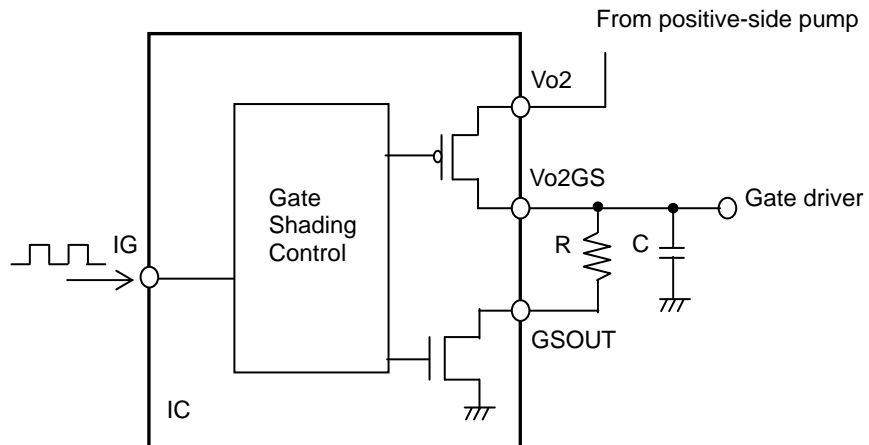 From positive-side pump
Vo2
Vo2GS
Gate driver
Gate
Shading
Control
R
C
IG
GSOUT
IC